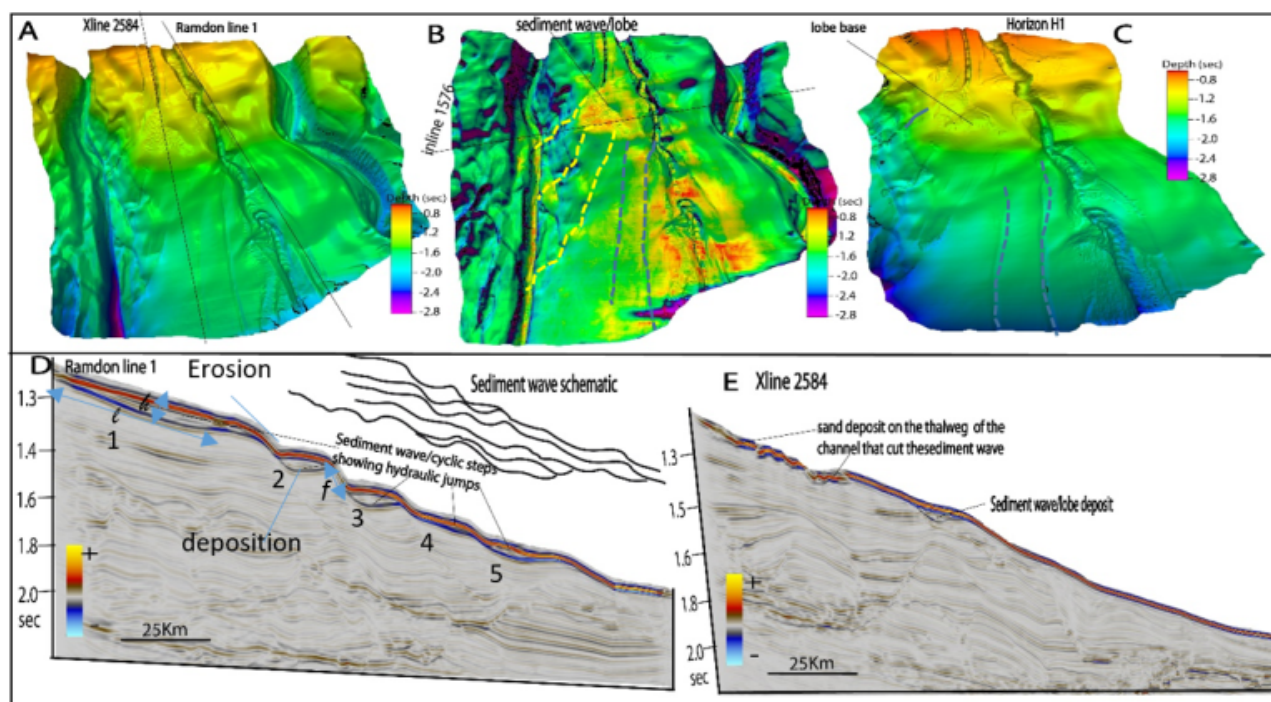 A
Xline 2584
Ramdon line 1
Depth (sec)
-0.8
-1.2
-1.6
-2.0
-2.4
-2.8
B
sediment wave/lobe
inline 1576
Depth (sec)
-0.8
-1.2
-1.6
-2.0
-2.4
-2.8
C
Horizon H1
lobe base
Depth (sec)
-0.8
-1.2
-1.6
-2.0
-2.4
-2.8
D
Ramdon line 1
Erosion
Sediment wave schematic
1.3
1.4
1.6
1.8
2.0
sec
h
ℓ
1
Sediment wave/cyclic steps
showing hydraulic jumps
2
f
3
4
5
deposition
+
25Km
E
Xline 2584
sand deposit on the thalweg of the
channel that cut thesediment wave
Sediment wave/lobe deposit
1.3
1.5
1.6
1.8
2.0
sec
+
-
25Km